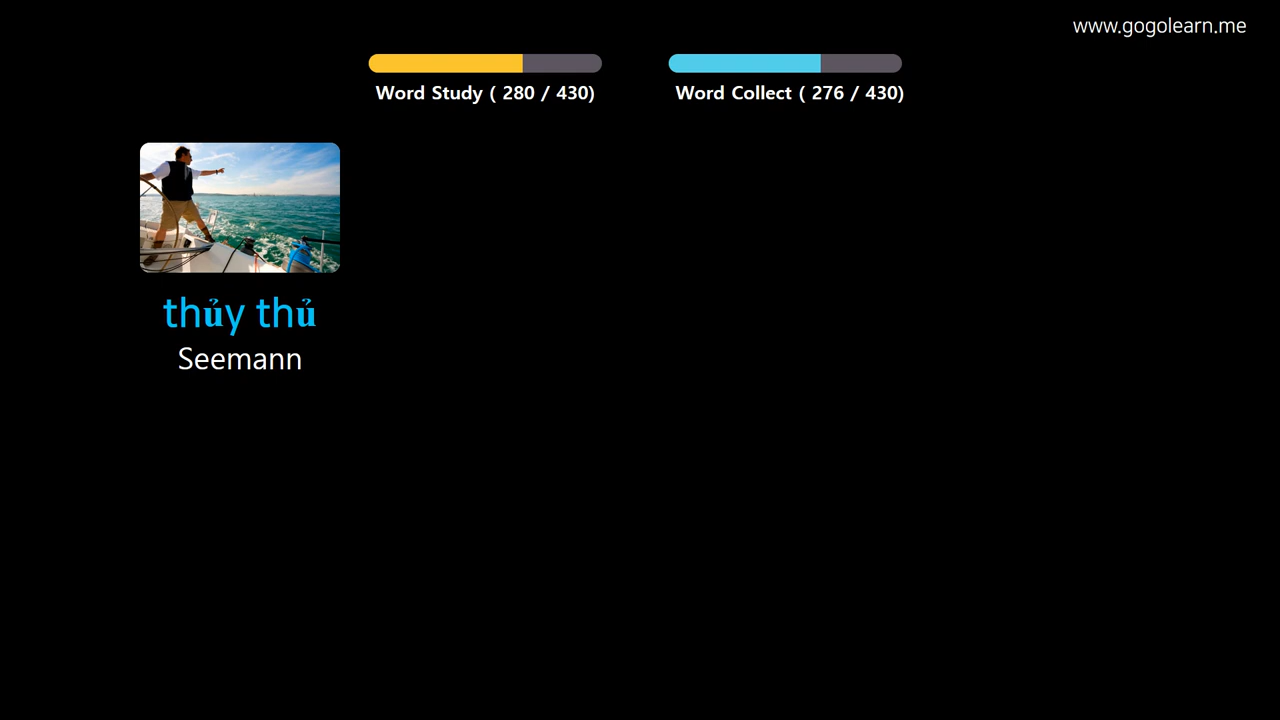 www.gogolearn.me
Word Study ( 280 / 430)
Word Collect ( 276 / 430)
thủy thủ
Seemann